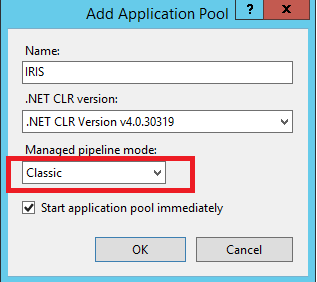 Add Application Pool ? x
Name:
IRIS
.NET CLR version:
.NET CLR Version v4.0.30319
Managed pipeline mode:
Classic
Start application pool immediately
OK Cancel